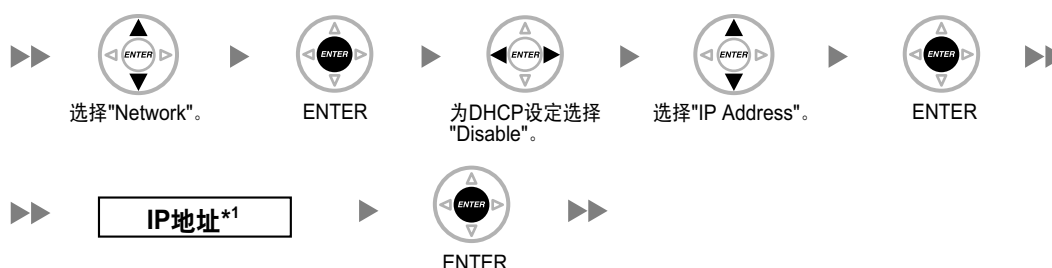 ENTER
ENTER
ENTER
ENTER
ENTER
选择"Network"。
ENTER
为DHCP设定选择
"Disable"。
选择"IP Address"。
ENTER
IP地址*1
ENTER
ENTER